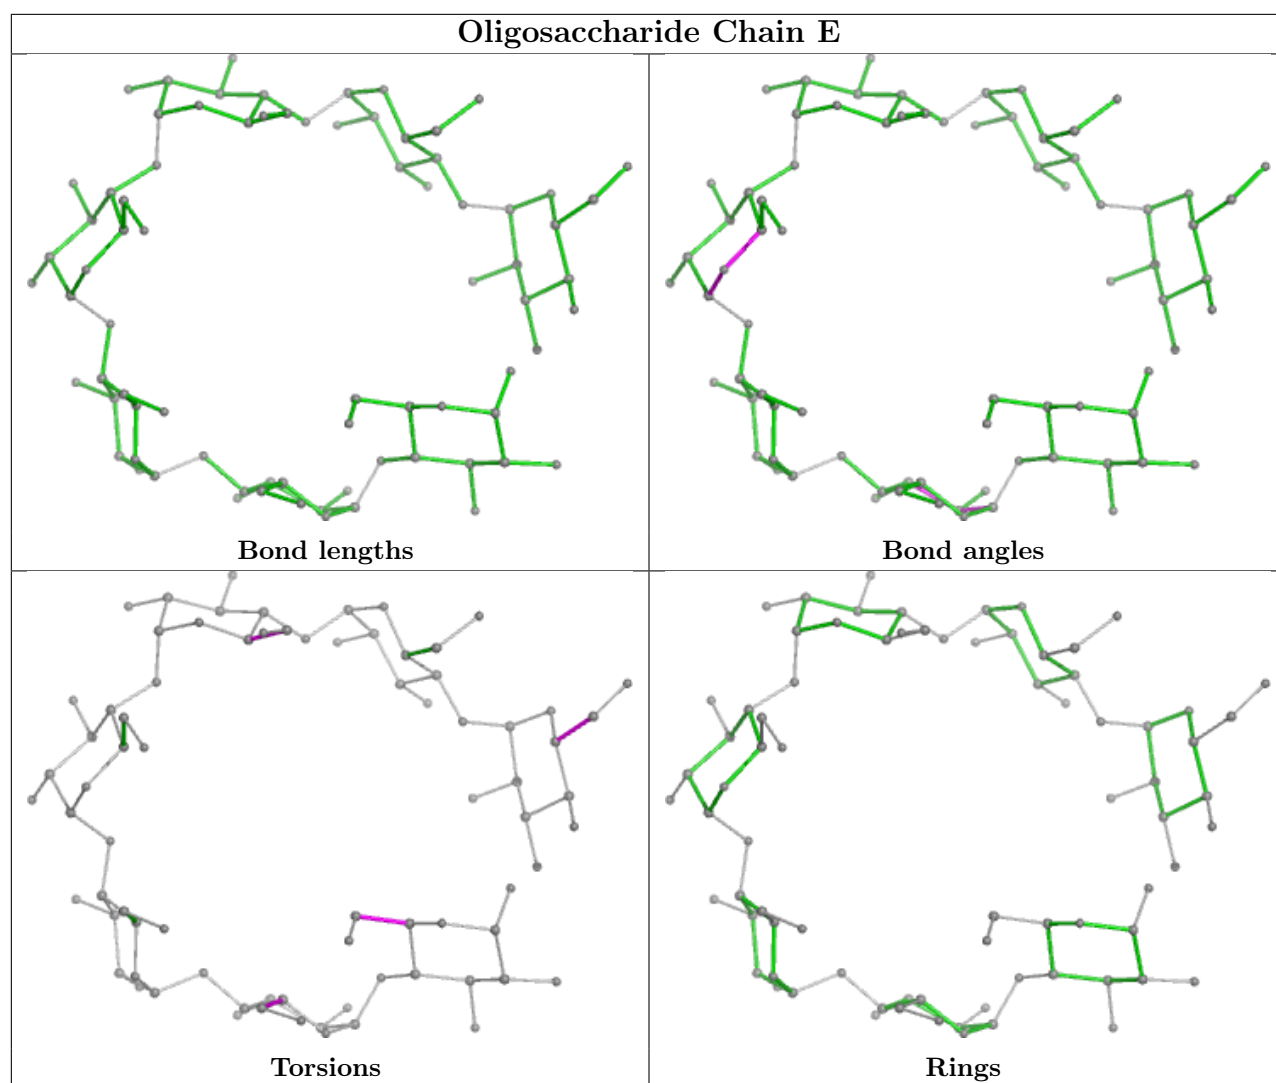 Oligosaccharide Chain E
Bond lengths
Bond angles
Torsions
Rings